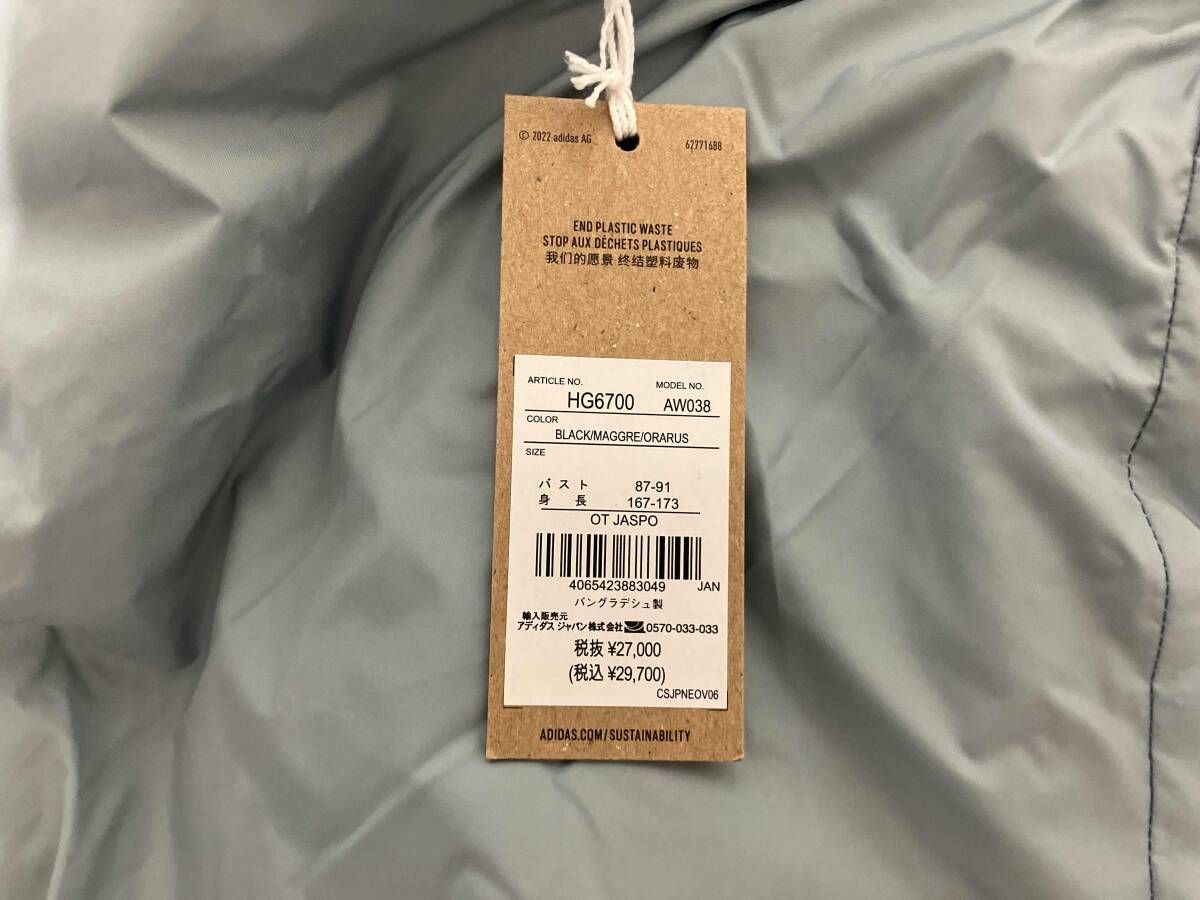 © 2022 adidas AG 62771688
END PLASTIC WASTE
STOP AUX DÉCHETS PLASTIQUES
我们的愿景 终结塑料废物
ARTICLE NO. MODEL NO.
HG6700 AW038
COLOR
BLACK/MAGGRE/ORARUS
SIZE
バスト 87-91
身長 167-173
OT JASPO
4065423883049 JAN
バングラデシュ製
輸入販売元
アディダス ジャパン株式会社 0570-033-033
税抜 ¥27,000
(税込 ¥29,700)
CSJPNEOV06
ADIDAS.COM/SUSTAINABILITY